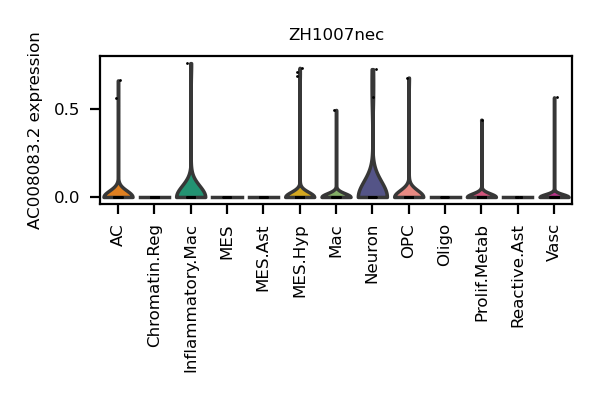 ZH1007nec
AC008083.2 expression
0.5
0.0
AC
Chromatin.Reg
Inflammatory.Mac
MES
MES.Ast
MES.Hyp
Mac
Neuron
OPC
Oligo
Prolif.Metab
Reactive.Ast
Vasc